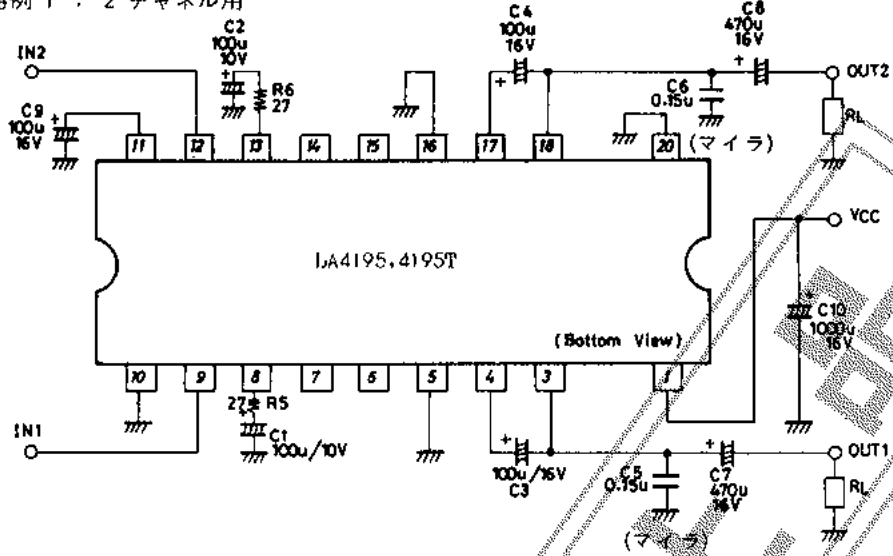 1 : 2 チャネル用
IN2
C2
100u
10V
R6
27
C4
100u
16V
C8
470u
16V
OUT2
C9
100u
16V
C6
0.15u
RL
(マイラ)
11 12 13 14 15 16 17 18 20
VCC
LA4195,4195T
(Bottom View)
C10
1000u
16V
10 9 8 7 6 5 4 3 1
27 R5
C1
100u/10V
IN1
100u/16V
C3
C5
0.15u
C7
470u
16V
OUT1
RL
(マイラ)